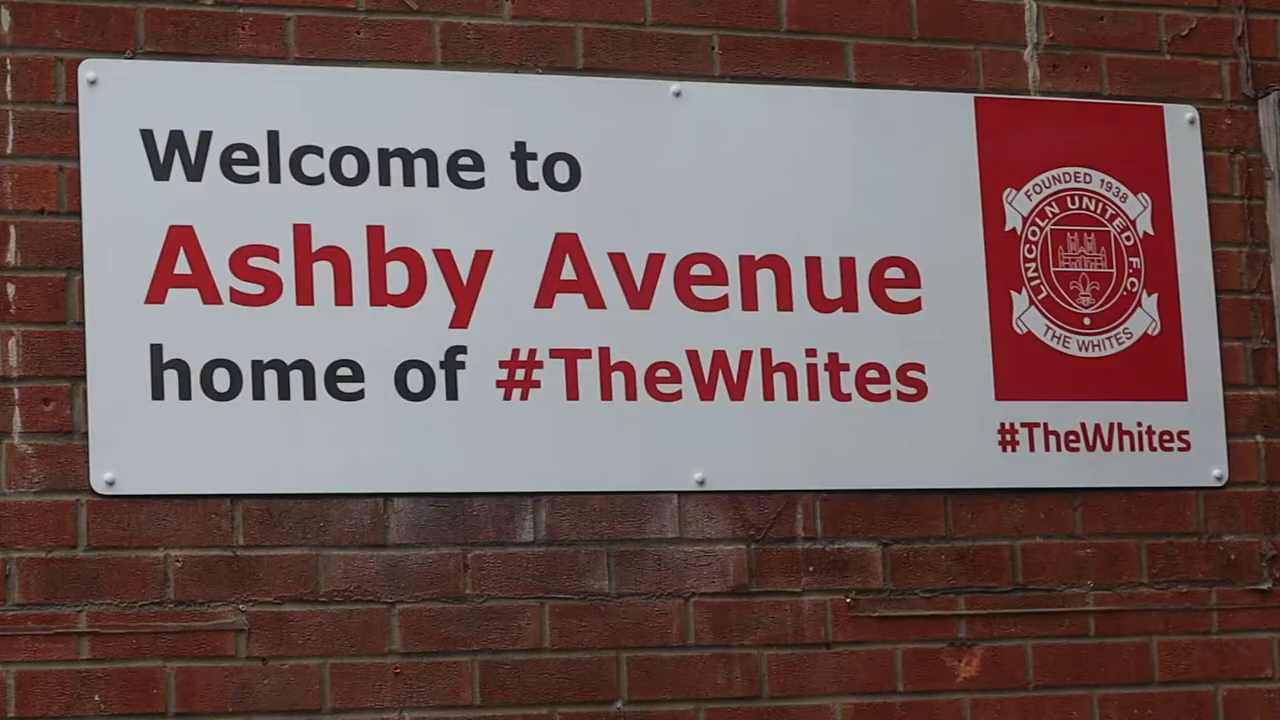 Welcome to
Ashby Avenue
home of #TheWhites
FOUNDED 1938
LINCOLN UNITED F.C.
THE WHITES
#TheWhites